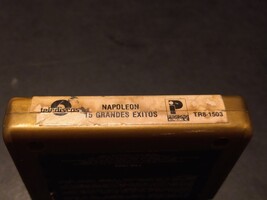 NAPOLEON
15 GRANDES EXITOS
P
TR8-1503